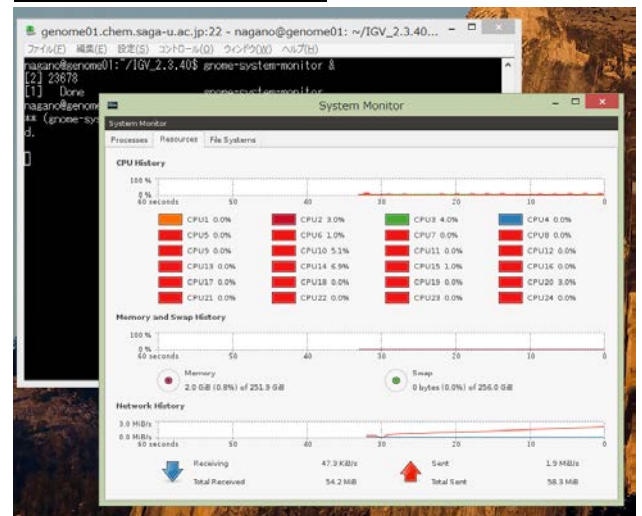 genome01.chem.saga-u.ac.jp:22 - nagano@genome01: ~/IGV_2.3.40...
ファイル(F) 編集(E) 設定(S) コントロール(O) ウィンドウ(W) ヘルプ(H)
nagano@genome01:~/IGV_2.3.40$ gnome-system-monitor &
[2] 23678
[1] Done gnome-system-monitor
nagano@genome
** (gnome-sys
d.
System Monitor
System Monitor
Processes Resources File Systems
CPU History
100 %
0 %
60 seconds 50 40 30 20 10 0
CPU1 0.0% CPU2 3.0% CPU3 4.0% CPU4 0.0%
CPU5 0.0% CPU6 1.0% CPU7 0.0% CPU8 0.0%
CPU9 0.0% CPU10 5.1% CPU11 0.0% CPU12 0.0%
CPU13 0.0% CPU14 6.9% CPU15 1.0% CPU16 0.0%
CPU17 0.0% CPU18 0.0% CPU19 0.0% CPU20 3.0%
CPU21 0.0% CPU22 0.0% CPU23 0.0% CPU24 0.0%
Memory and Swap History
100 %
0 %
60 seconds 50 40 30 20 10 0
Memory Swap
2.0 GiB (0.8%) of 251.9 GiB 0 bytes (0.0%) of 256.0 GiB
Network History
3.0 MiB/s
0.0 MiB/s
60 seconds 50 40 30 20 10 0
Receiving 47.3 KiB/s Sent 1.9 MiB/s
Total Received 54.2 MiB Total Sent 58.3 MiB